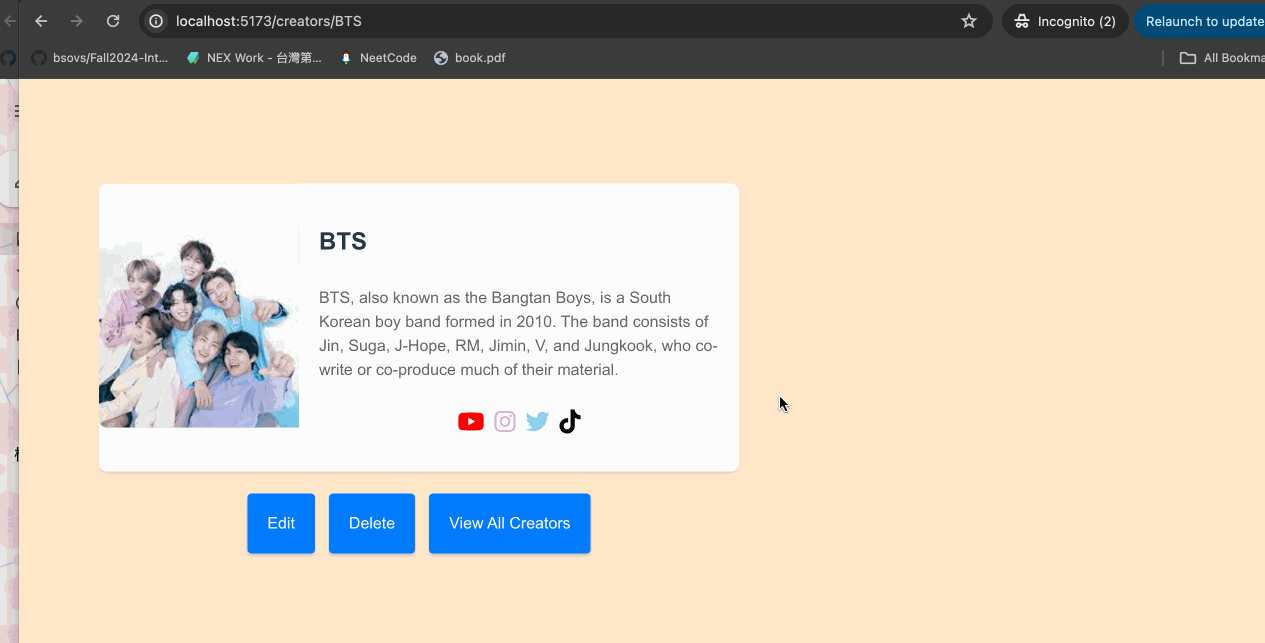 localhost:5173/creators/BTS
Incognito (2)
Relaunch to update
bsovs/Fall2024-Int...
NEX Work - 台灣第...
NeetCode
book.pdf
All Bookma
BTS
BTS, also known as the Bangtan Boys, is a South
Korean boy band formed in 2010. The band consists of
Jin, Suga, J-Hope, RM, Jimin, V, and Jungkook, who co-
write or co-produce much of their material.
Edit
Delete
View All Creators